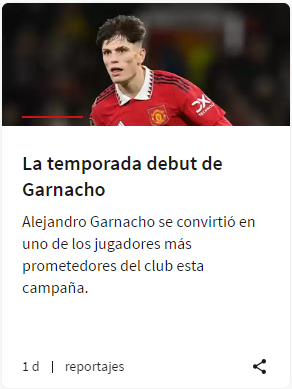 DXC
La temporada debut de
Garnacho
Alejandro Garnacho se convirtió en
uno de los jugadores más
prometedores del club esta
campaña.
1 d | reportajes